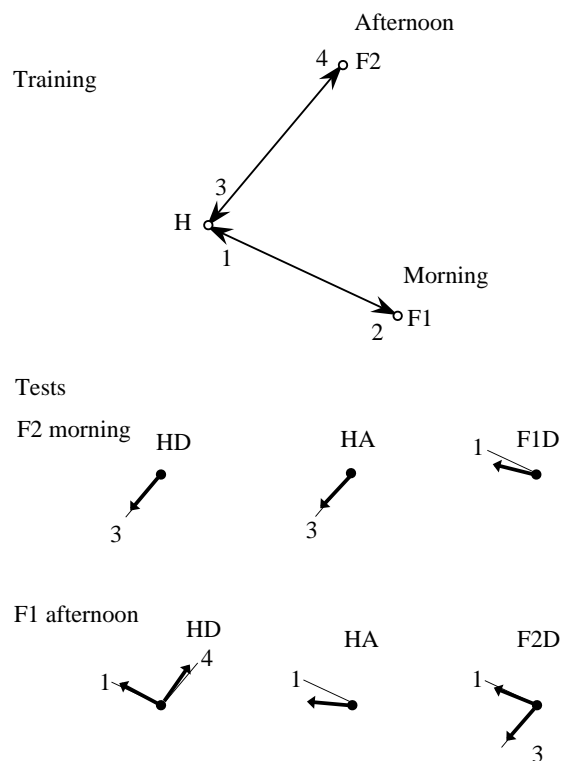 Afternoon
4 F2
Training
3
H
1
Morning
2 F1
Tests
F2 morning
HD HA F1D
1
3 3
F1 afternoon
HD HA F2D
4
1 1 1
3